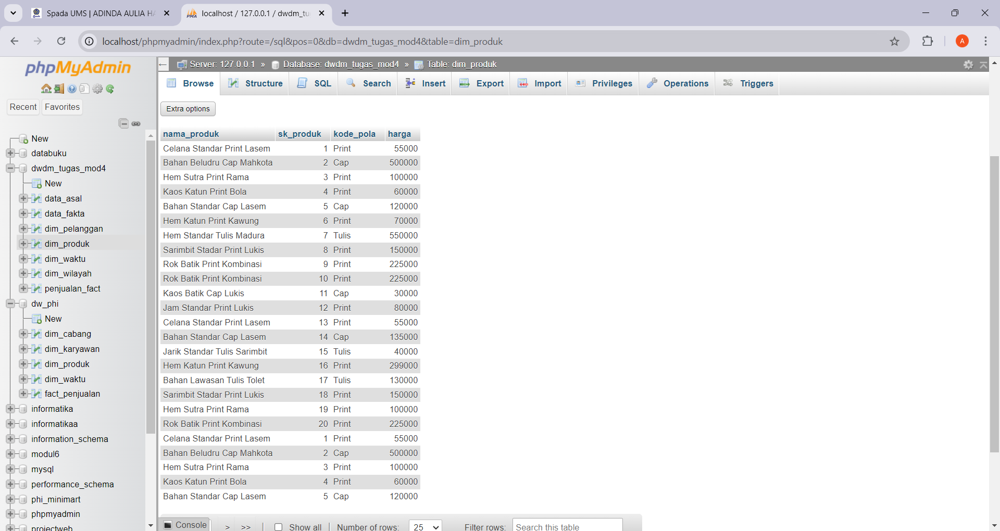 Spada UMS | ADINDA AULIA HA
localhost / 127.0.0.1 / dwdm_tu
localhost/phpmyadmin/index.php?route=/sql&pos=0&db=dwdm_tugas_mod4&table=dim_produk
A
phpMyAdmin
Recent Favorites
New
databuku
dwdm_tugas_mod4
New
data_asal
data_fakta
dim_pelanggan
dim_produk
dim_waktu
dim_wilayah
penjualan_fact
dw_phi
New
dim_cabang
dim_karyawan
dim_produk
dim_waktu
fact_penjualan
informatika
informatikaa
information_schema
modul6
mysql
performance_schema
phi_minimart
phpmyadmin
projectweb
Server: 127.0.0.1 » Database: dwdm_tugas_mod4 » Table: dim_produk
Browse Structure SQL Search Insert Export Import Privileges Operations Triggers
Extra options
nama_produk sk_produk kode_pola harga
Celana Standar Print Lasem 1 Print 55000
Bahan Beludru Cap Mahkota 2 Cap 500000
Hem Sutra Print Rama 3 Print 100000
Kaos Katun Print Bola 4 Print 60000
Bahan Standar Cap Lasem 5 Cap 120000
Hem Katun Print Kawung 6 Print 70000
Hem Standar Tulis Madura 7 Tulis 550000
Sarimbit Stadar Print Lukis 8 Print 150000
Rok Batik Print Kombinasi 9 Print 225000
Rok Batik Print Kombinasi 10 Print 225000
Kaos Batik Cap Lukis 11 Cap 30000
Jam Standar Print Lukis 12 Print 80000
Celana Standar Print Lasem 13 Print 55000
Bahan Standar Cap Lasem 14 Cap 135000
Jarik Standar Tulis Sarimbit 15 Tulis 40000
Hem Katun Print Kawung 16 Print 299000
Bahan Lawasan Tulis Tolet 17 Tulis 130000
Sarimbit Stadar Print Lukis 18 Print 150000
Hem Sutra Print Rama 19 Print 100000
Rok Batik Print Kombinasi 20 Print 225000
Celana Standar Print Lasem 1 Print 55000
Bahan Beludru Cap Mahkota 2 Cap 500000
Hem Sutra Print Rama 3 Print 100000
Kaos Katun Print Bola 4 Print 60000
Bahan Standar Cap Lasem 5 Cap 120000
Console > >> | Show all | Number of rows: 25 Filter rows: Search this table